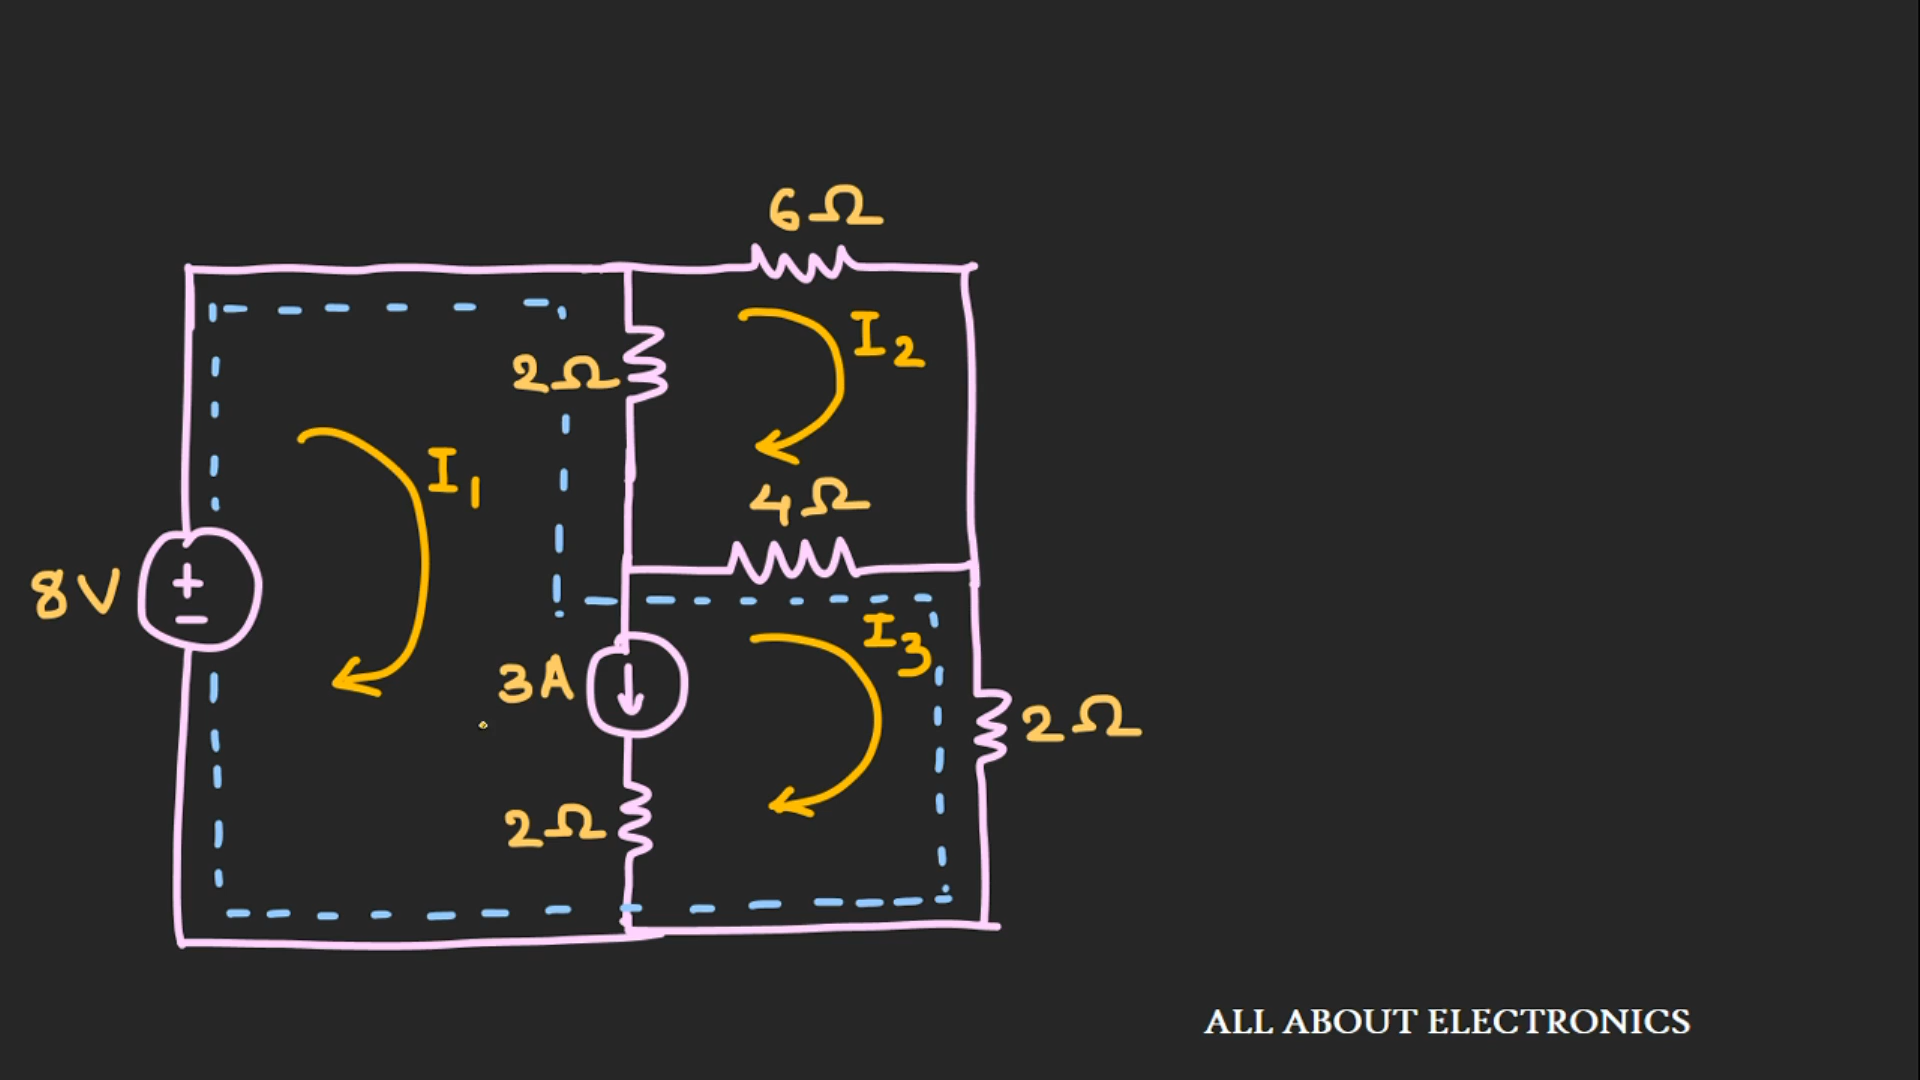 6Ω
I2
2Ω
I1
4Ω
8V
I3
3A
2Ω
2Ω
ALL ABOUT ELECTRONICS